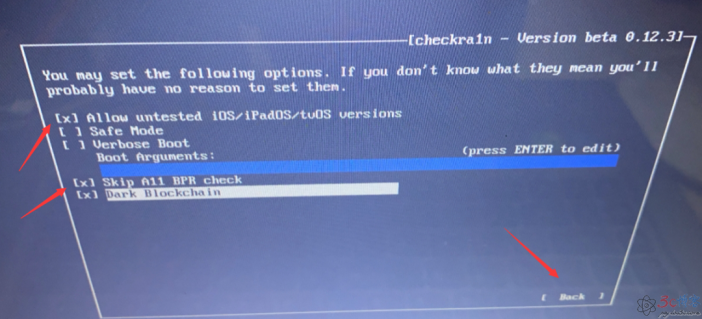 [checkra1n - Version beta 0.12.3]
You may set the following options. If you don't know what they mean you'll
probably have no reason to set them.
[x] Allow untested iOS/iPadOS/tvOS versions
[ ] Safe Mode
[ ] Verbose Boot
Boot Arguments: (press ENTER to edit)
[x] Skip A11 BPR check
[x] Dark Blockchain
[ Back ]